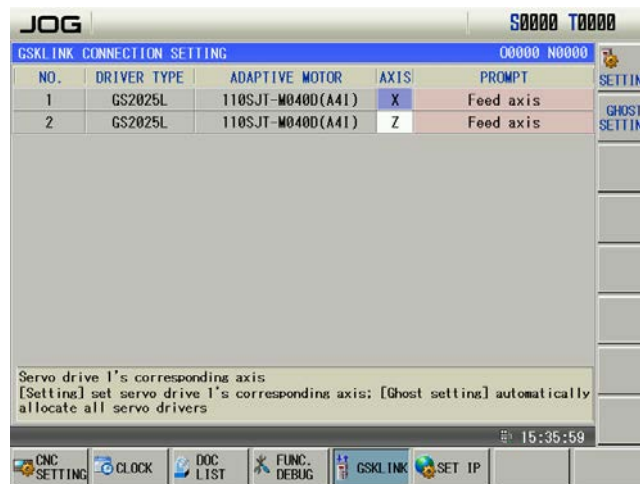 JOG S0000 T0000
GSKLINK CONNECTION SETTING O0000 N0000
NO. DRIVER TYPE ADAPTIVE MOTOR AXIS PROMPT
SETTIN
1 GS2025L 110SJT-M040D(A4I) X Feed axis
GHOST
SETTIN
2 GS2025L 110SJT-M040D(A4I) Z Feed axis
Servo drive 1's corresponding axis
[Setting] set servo drive 1's corresponding axis; [Ghost setting] automatically
allocate all servo drivers
15:35:59
CNC SETTING CLOCK DOC LIST FUNC. DEBUG GSKLINK SET IP